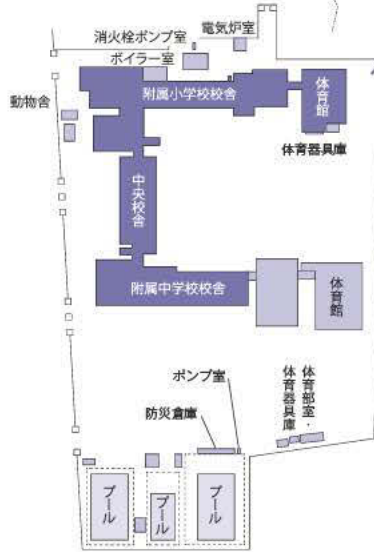 電気炉室
消火栓ポンプ室
ボイラー室
附属小学校校舎
体育館
動物舎
体育器具庫
中央校舎
附属中学校校舎
体育館
ポンプ室
防災倉庫
体育部室・
体育器具庫
プール
プール
プール